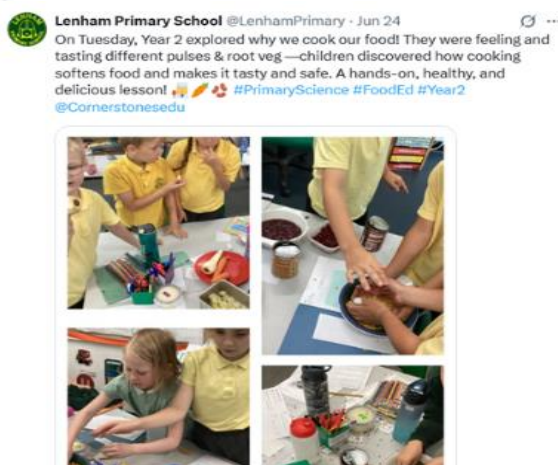 Lenham Primary School @LenhamPrimary · Jun 24
On Tuesday, Year 2 explored why we cook our food! They were feeling and
tasting different pulses & root veg —children discovered how cooking
softens food and makes it tasty and safe. A hands-on, healthy, and
delicious lesson! #PrimaryScience #FoodEd #Year2
@Cornerstonesedu